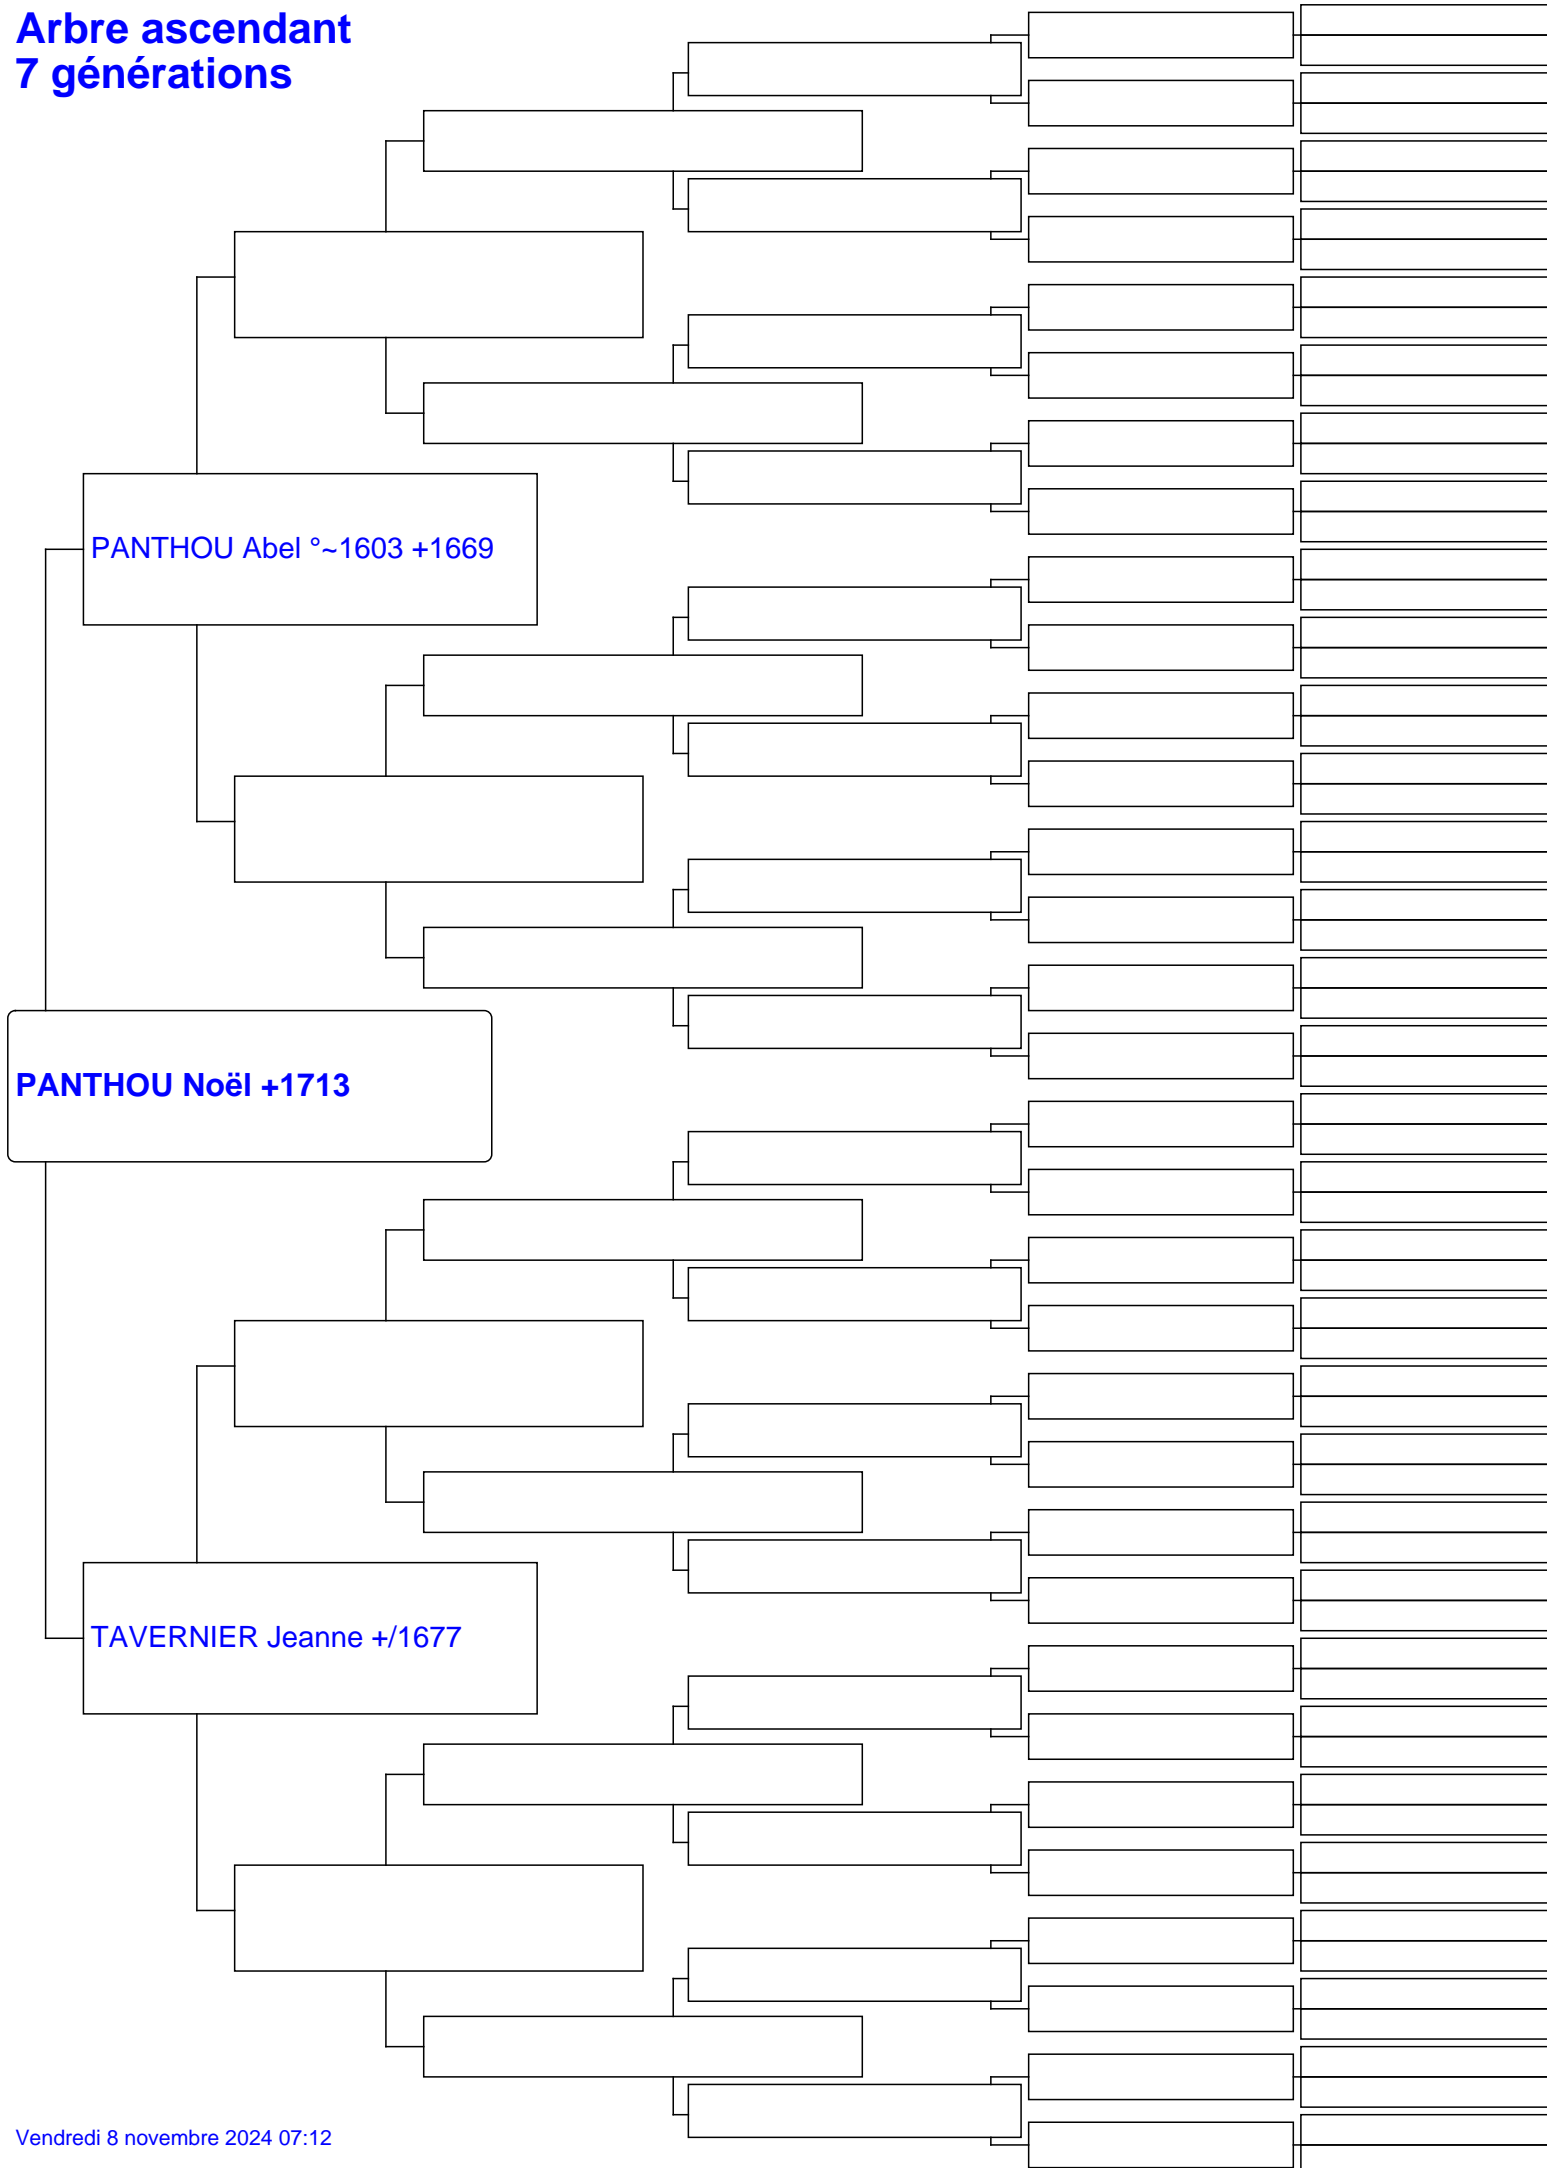 Arbre ascendant
7 générations
PANTHOU Abel °~1603 +1669
PANTHOU Noël +1713
TAVERNIER Jeanne +/1677
Vendredi 8 novembre 2024 07:12